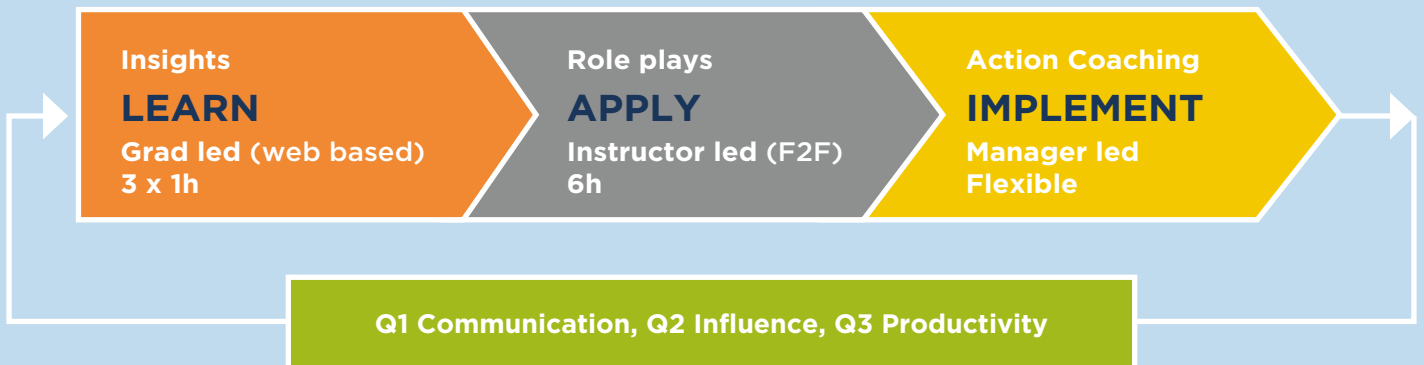 Insights
LEARN
Grad led (web based)
3 x 1h
Role plays
APPLY
Instructor led (F2F)
6h
Action Coaching
IMPLEMENT
Manager led
Flexible
Q1 Communication, Q2 Influence, Q3 Productivity